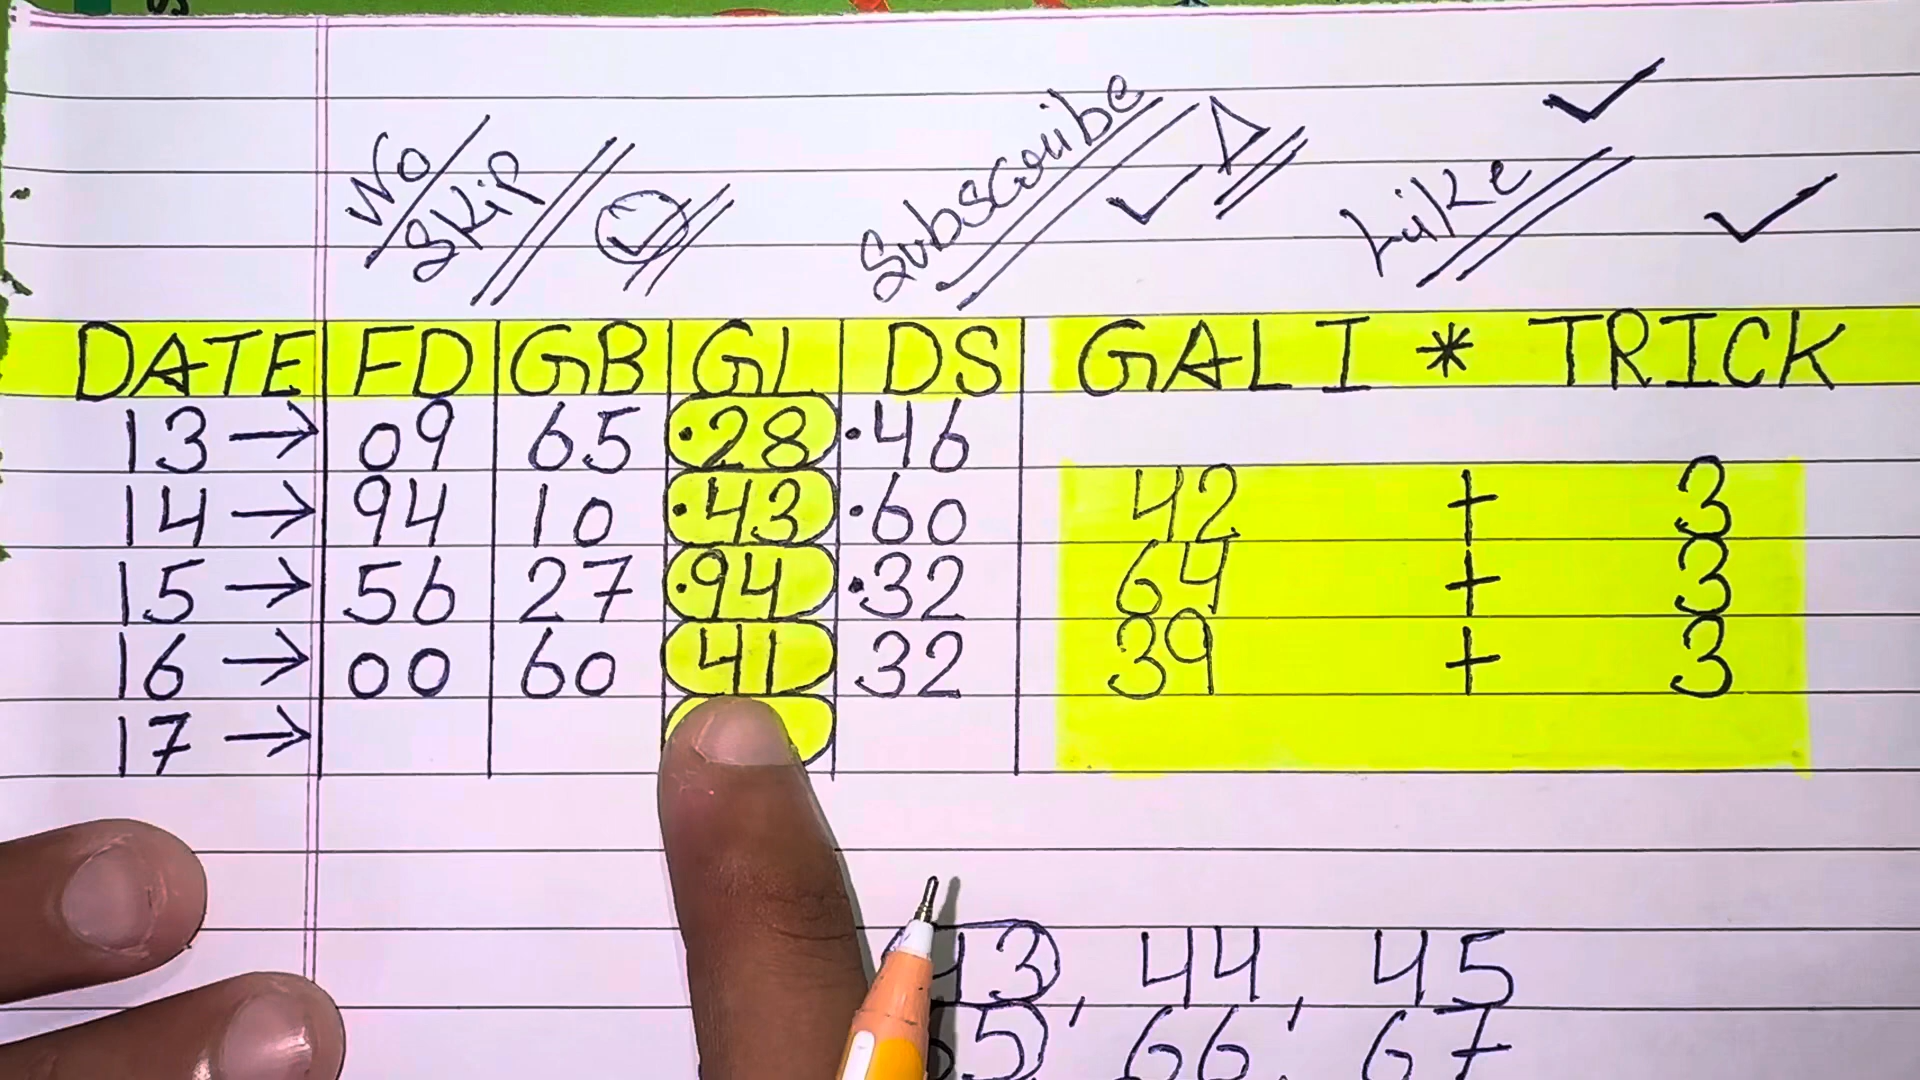 No
Skip
Subscribe
Like
DATE FD GB GL DS GALI * TRICK
13 → 09 65 ·28 ·46
14 → 94 10 ·43 ·60 42 + 3
15 → 56 27 ·94 ·32 64 + 3
16 → 00 60 41 32 39 + 3
17 →
43, 44, 45
65, 66, 67